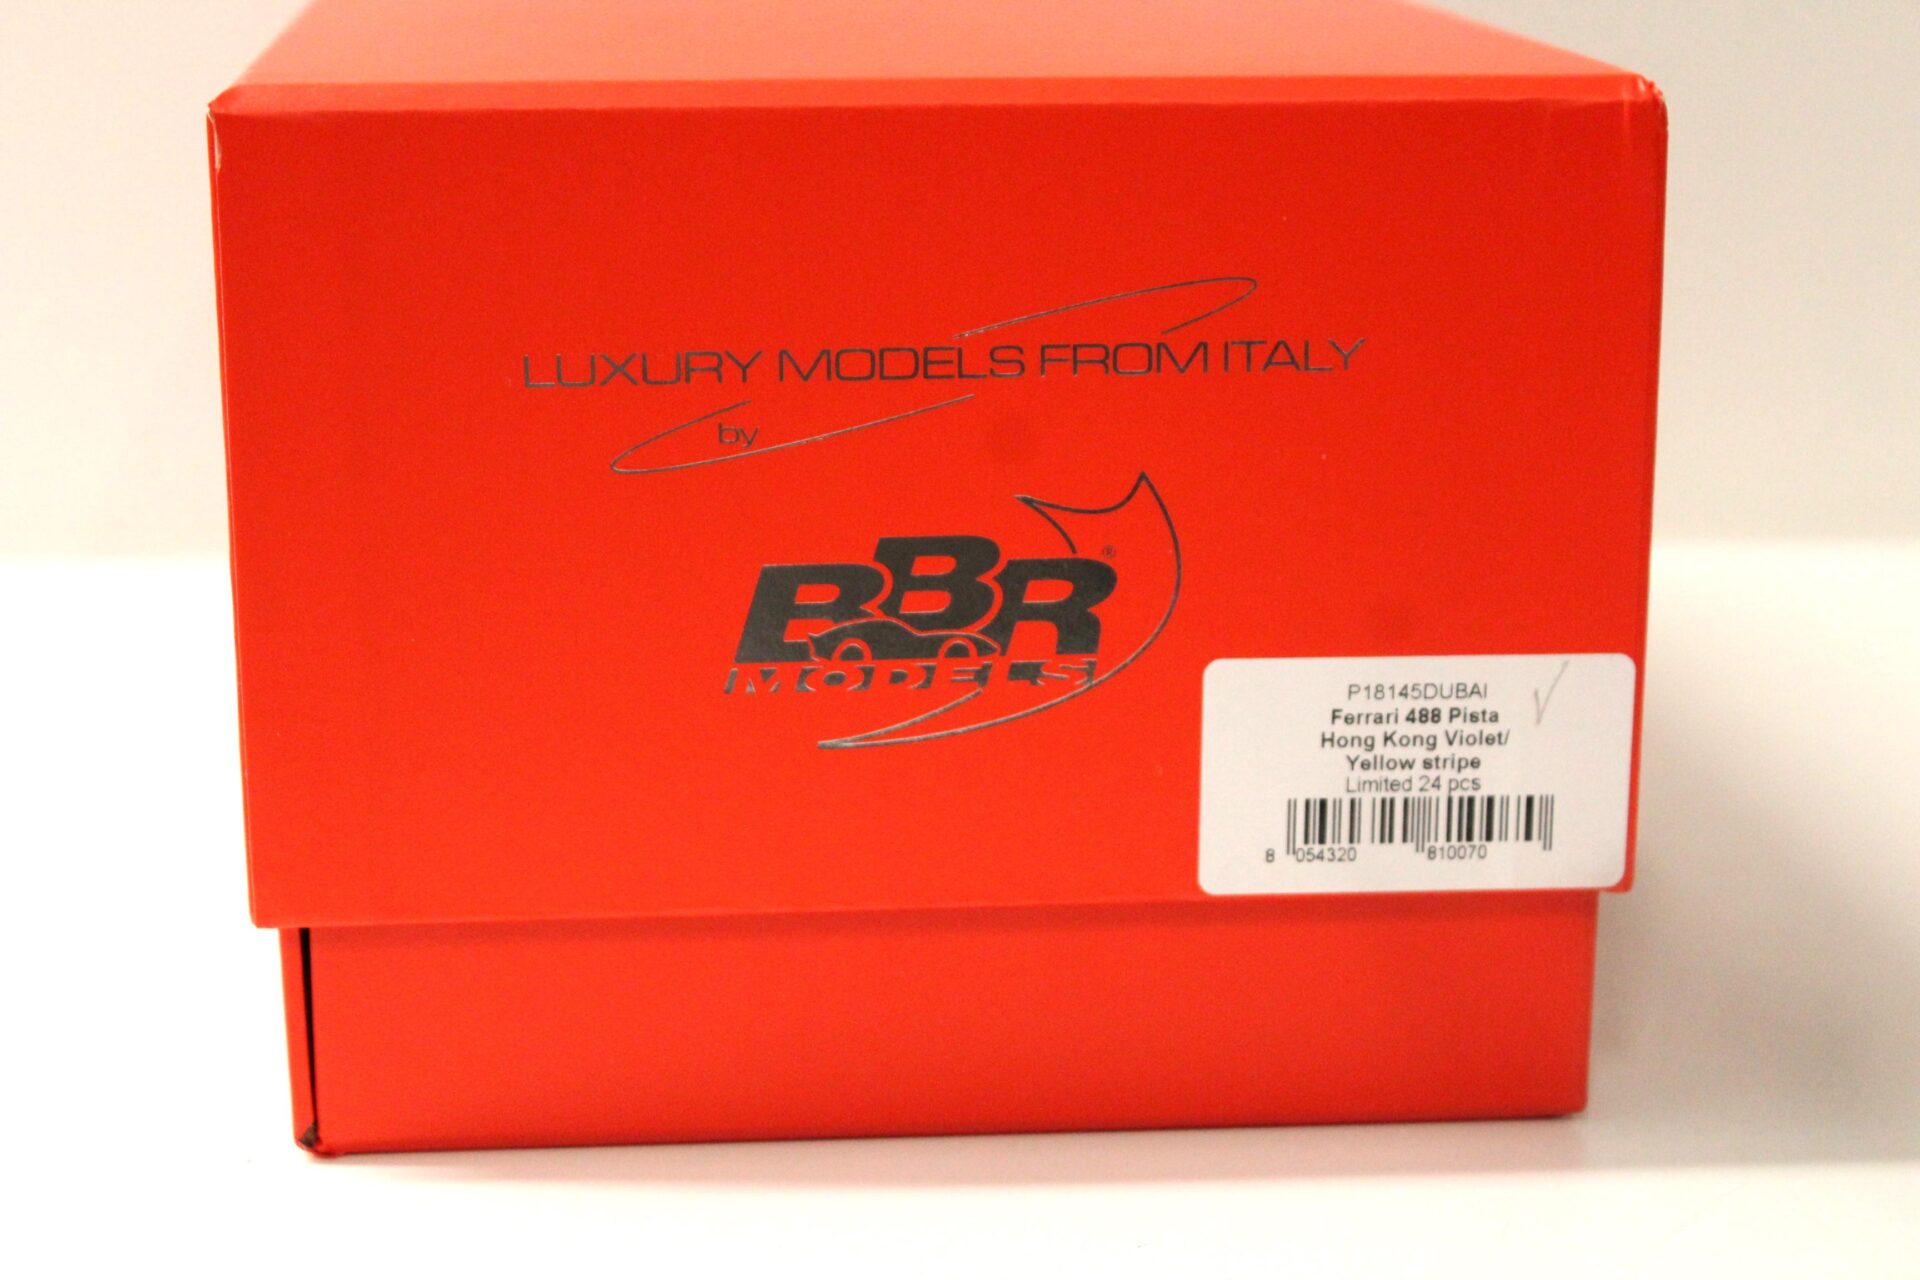 LUXURY MODELS FROM ITALY
by
BBR®
MODELS
P18145DUBAI
Ferrari 488 Pista
Hong Kong Violet/
Yellow stripe
Limited 24 pcs
8 054320 810070